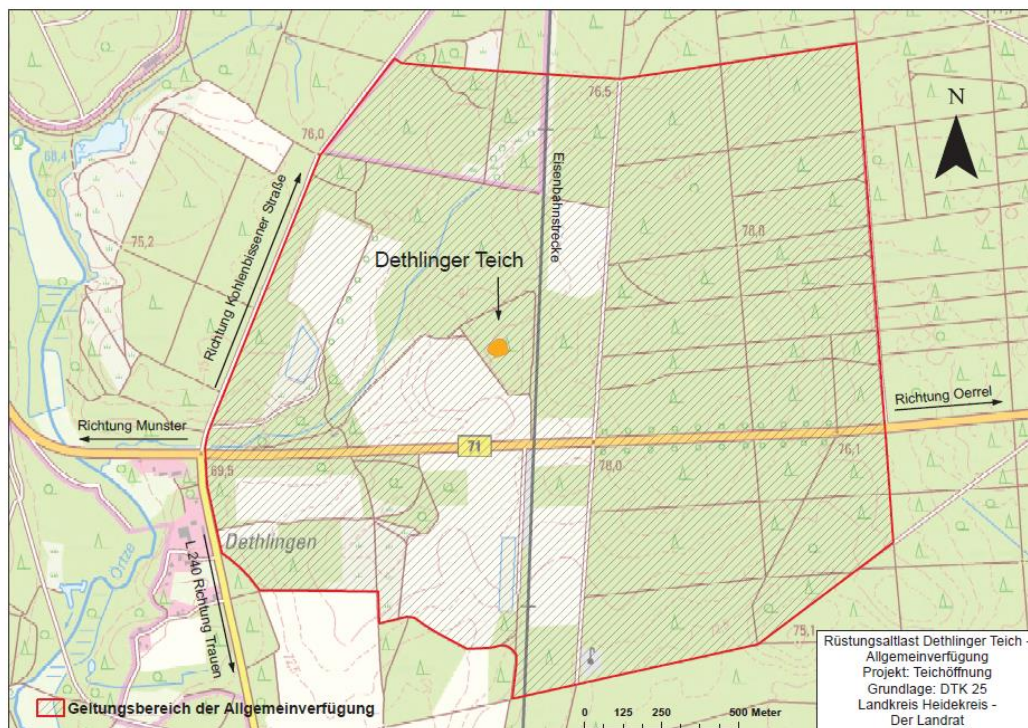 76,5
N
76,0
68,4
Richtung Kohlenbissener Straße
Eisenbahnstrecke
75,2
78,8
Dethlinger Teich
Richtung Munster
Richtung Oerrel
71
69,5
78,0
76,1
Dethlingen
Örtze
L 240 Richtung Trauen
75,1
Geltungsbereich der Allgemeinverfügung
0 125 250 500 Meter
Rüstungsaltlast Dethlinger Teich -
Allgemeinverfügung
Projekt: Teichöffnung
Grundlage: DTK 25
Landkreis Heidekreis -
Der Landrat